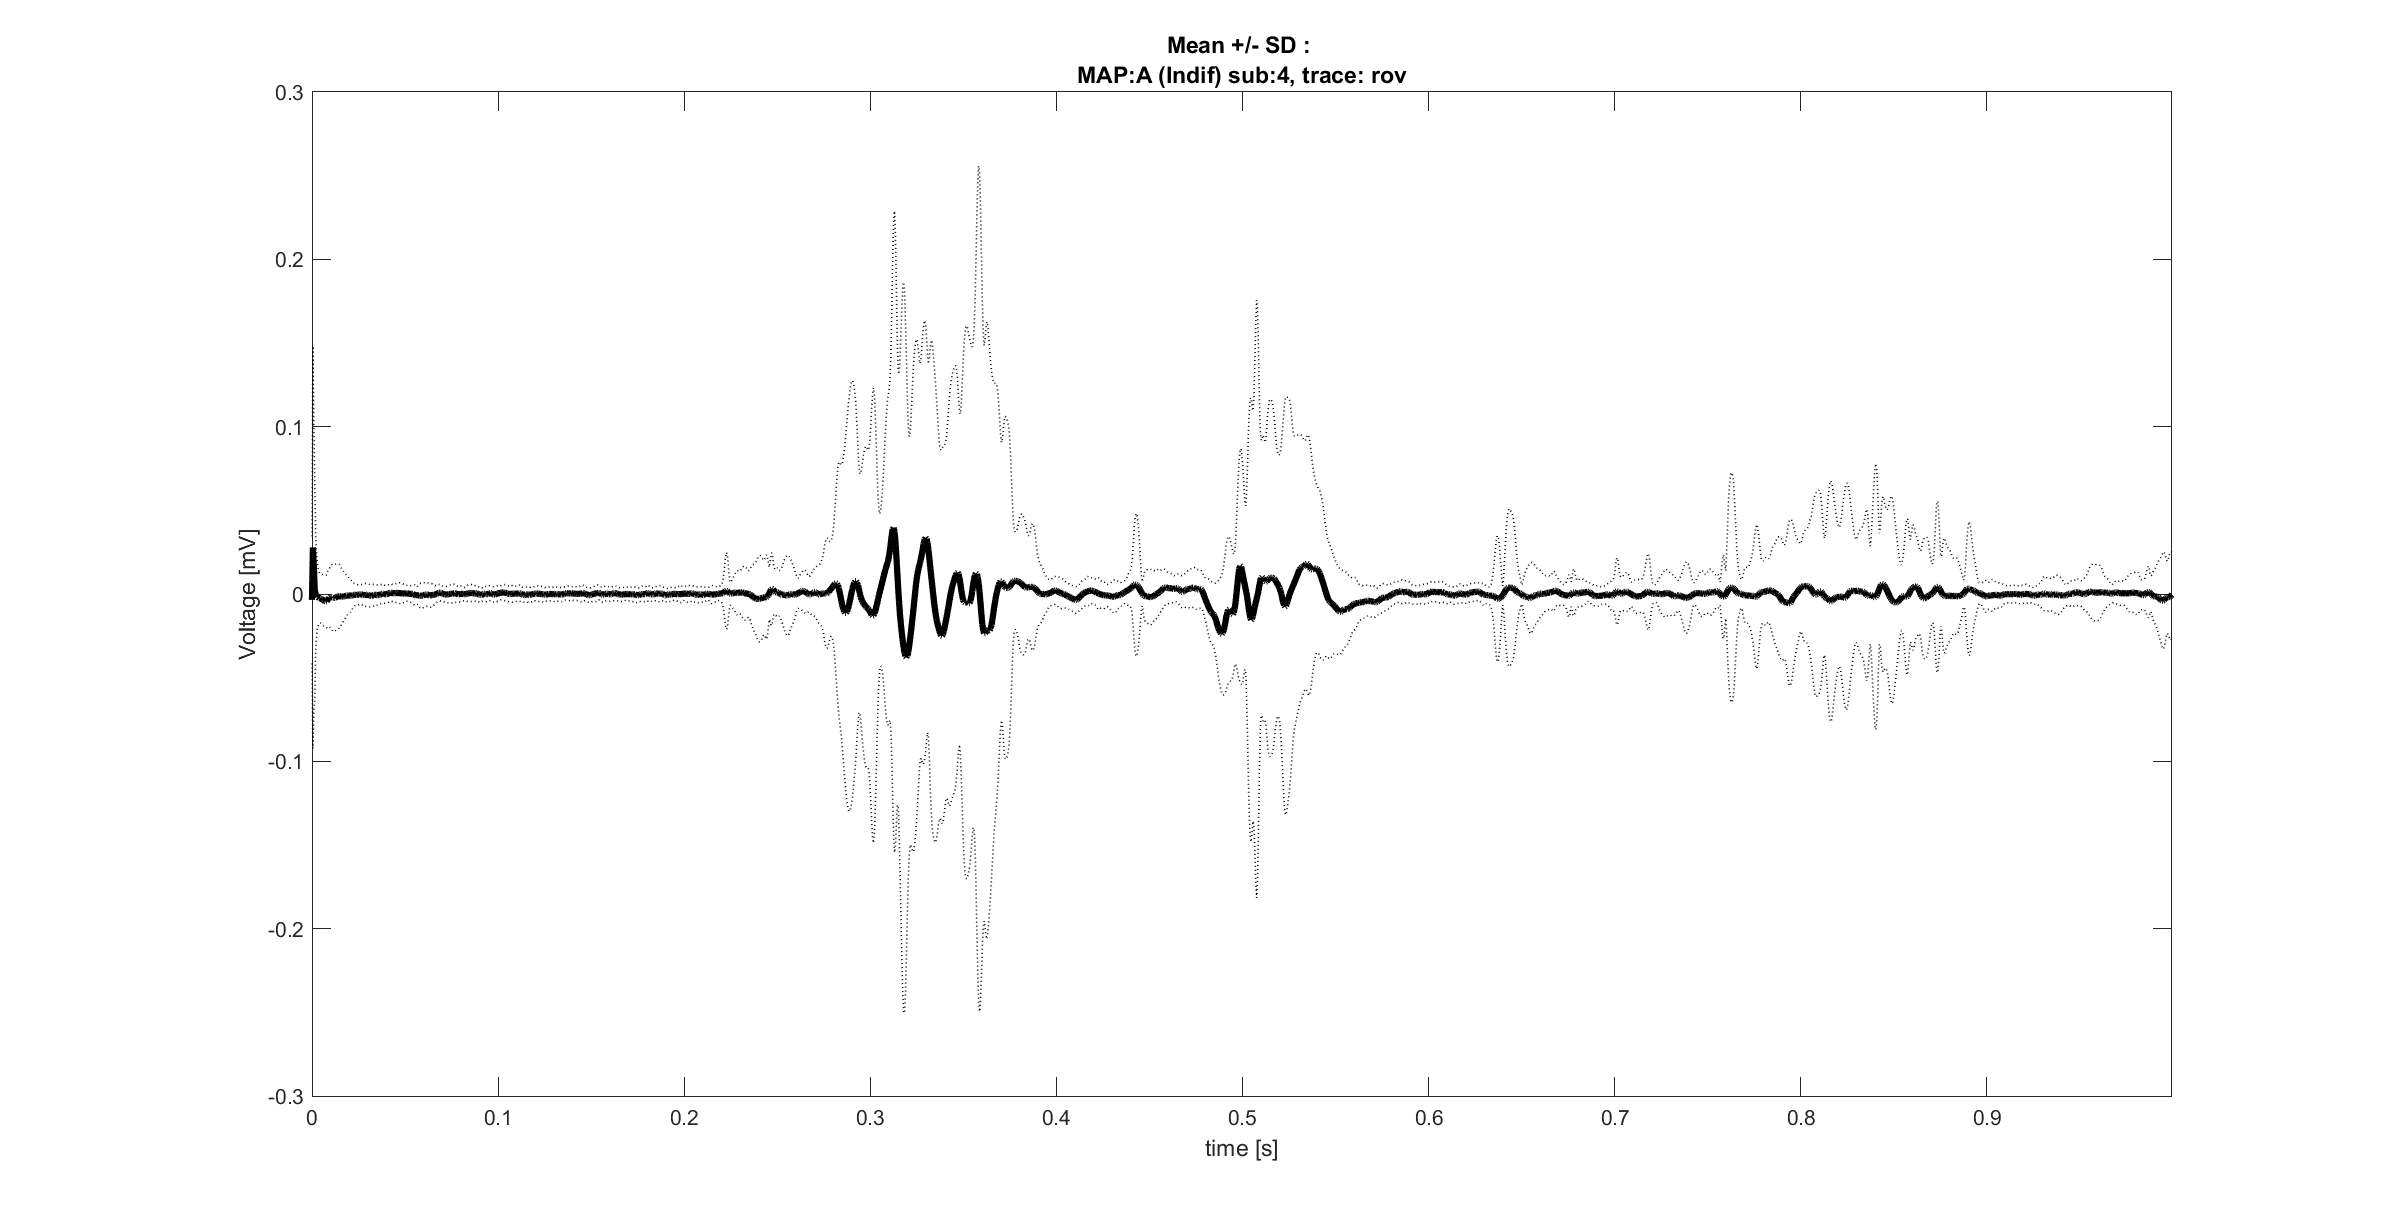 Mean +/- SD :
MAP:A (Indif) sub:4, trace: rov
0.3
0.2
0.1
0
-0.1
-0.2
-0.3
Voltage [mV]
0 0.1 0.2 0.3 0.4 0.5 0.6 0.7 0.8 0.9
time [s]